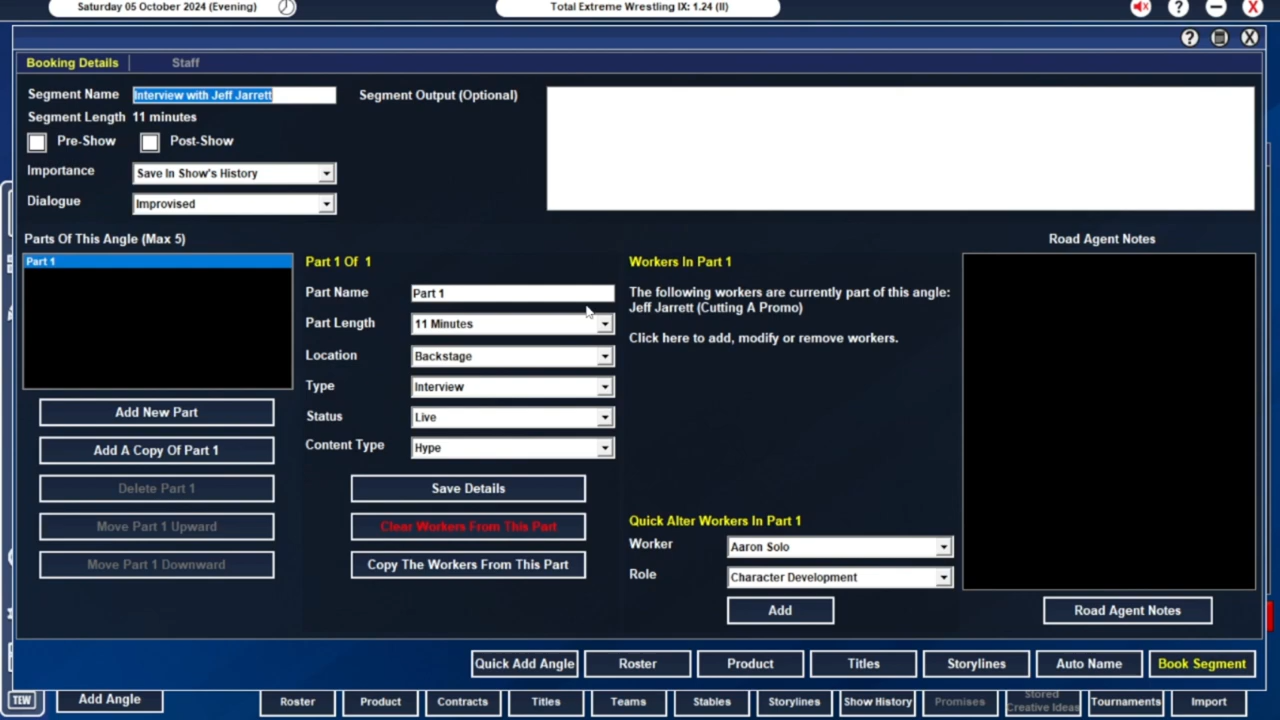 Saturday 05 October 2024 (Evening)
Total Extreme Wrestling IX: 1.24 (II)
Booking Details
Staff
Segment Name
Interview with Jeff Jarrett
Segment Output (Optional)
Segment Length 11 minutes
Pre-Show
Post-Show
Importance
Save In Show's History
Dialogue
Improvised
Parts Of This Angle (Max 5)
Road Agent Notes
Part 1
Part 1 Of 1
Workers In Part 1
Part Name
Part 1
The following workers are currently part of this angle:
Jeff Jarrett (Cutting A Promo)
Part Length
11 Minutes
Click here to add, modify or remove workers.
Location
Backstage
Type
Interview
Status
Live
Content Type
Hype
Add New Part
Add A Copy Of Part 1
Delete Part 1
Move Part 1 Upward
Move Part 1 Downward
Save Details
Clear Workers From This Part
Copy The Workers From This Part
Quick Alter Workers In Part 1
Worker
Aaron Solo
Role
Character Development
Add
Road Agent Notes
Quick Add Angle
Roster
Product
Titles
Storylines
Auto Name
Book Segment
TEW
Add Angle
Roster
Product
Contracts
Titles
Teams
Stables
Storylines
Show History
Promises
Stored
Creative Ideas
Tournaments
Import